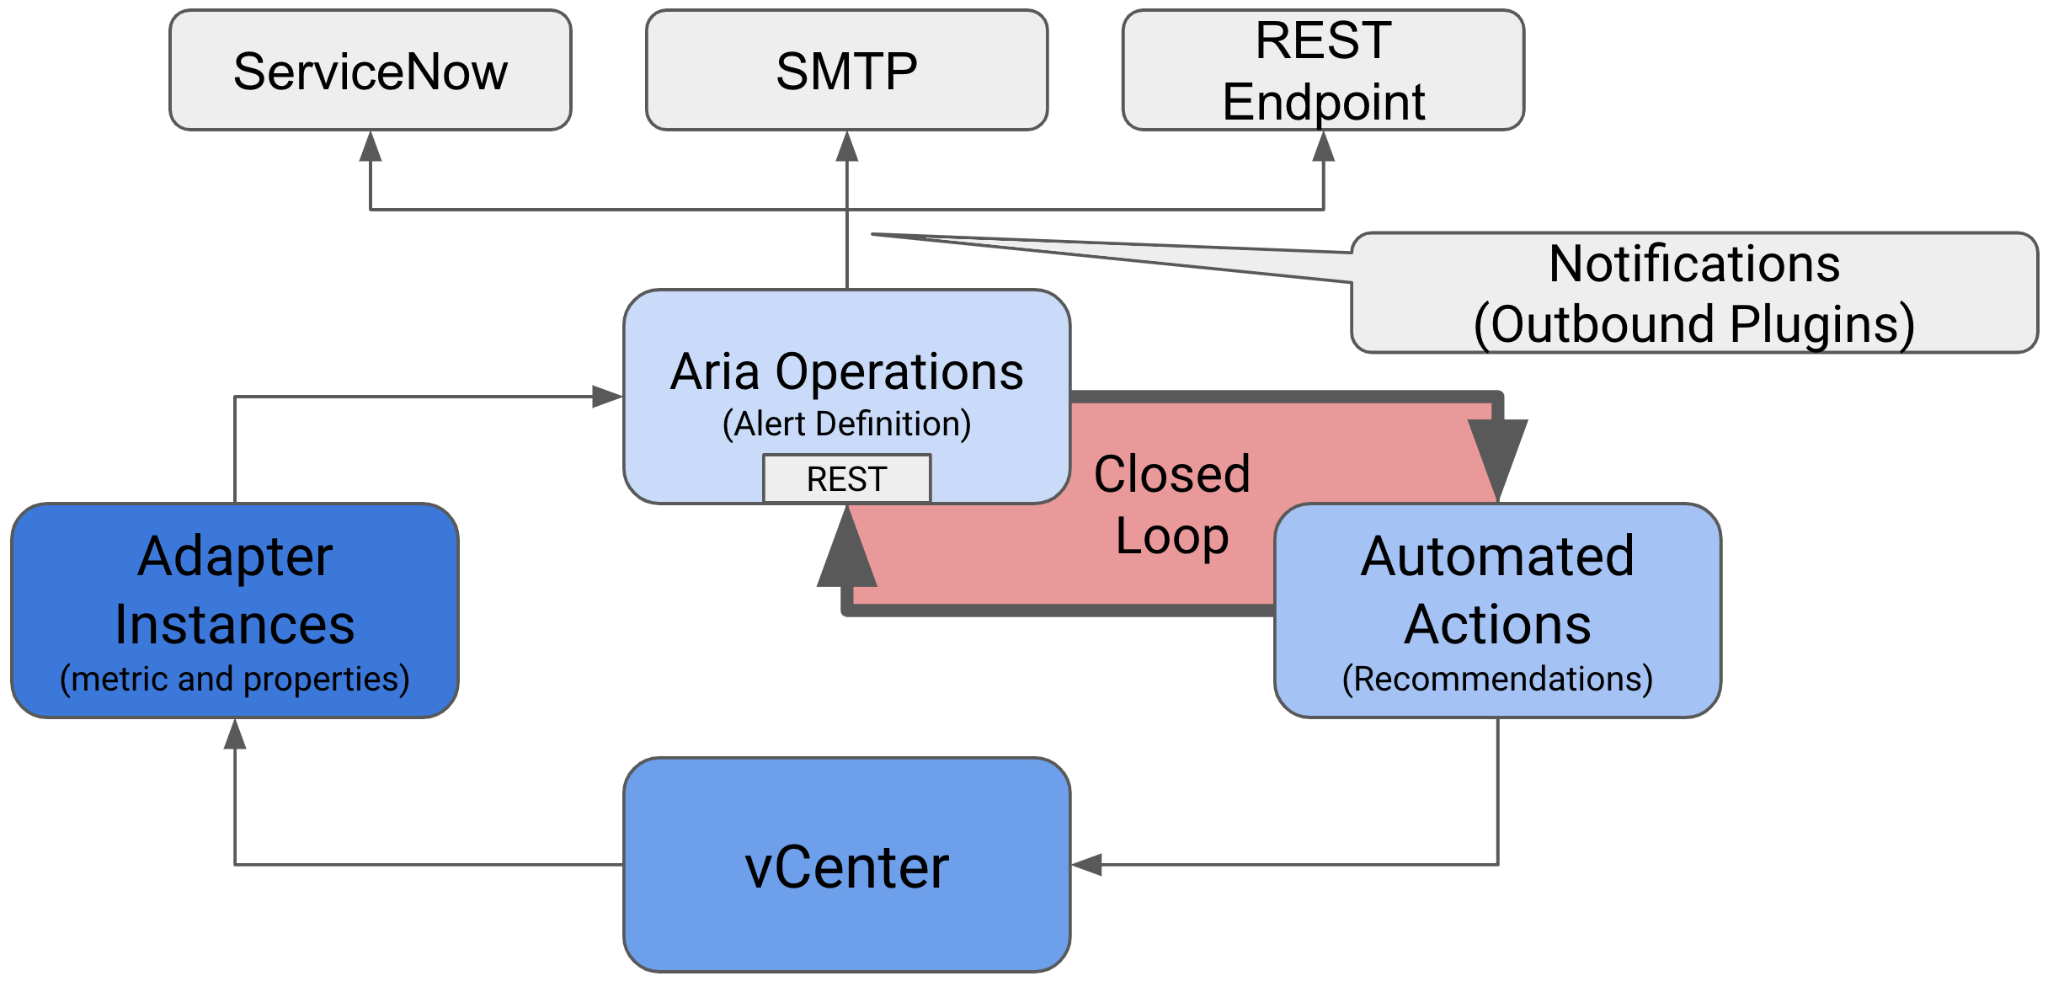 ServiceNow
SMTP
REST
Endpoint
Notifications
(Outbound Plugins)
Aria Operations
(Alert Definition)
REST
Closed
Loop
Adapter
Instances
(metric and properties)
Automated
Actions
(Recommendations)
vCenter